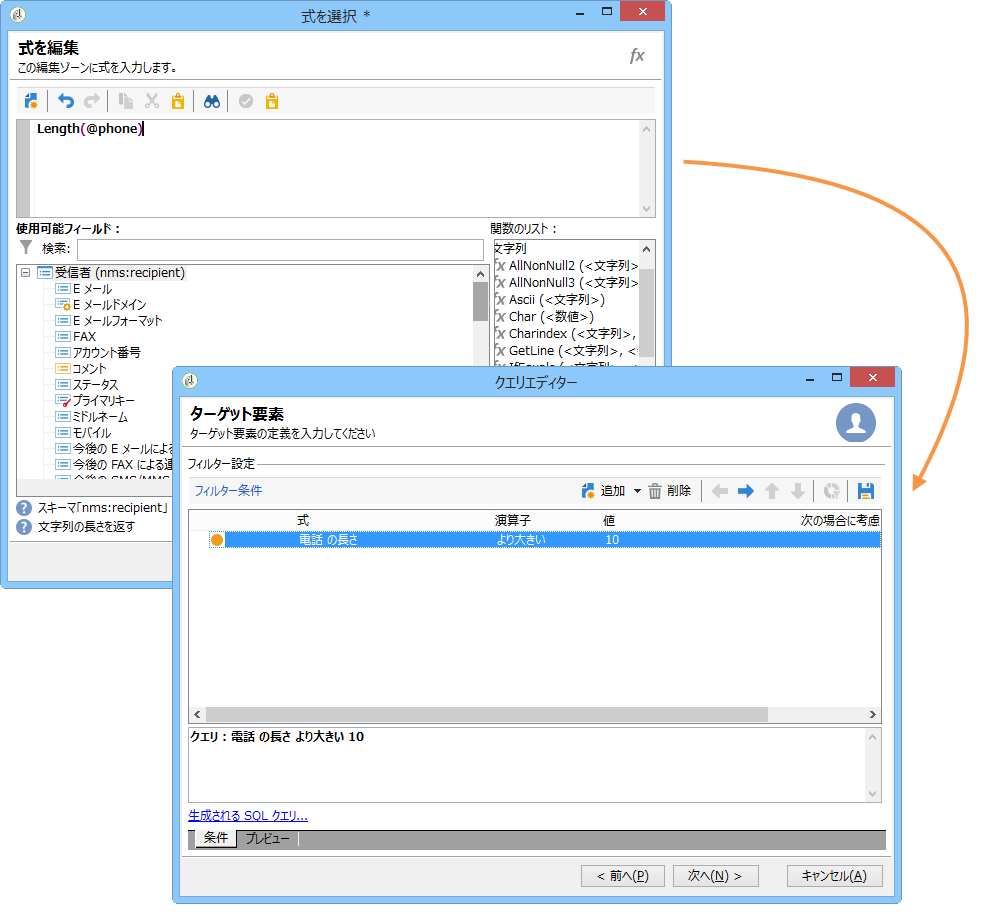 式を選択 *
式を編集
この編集ゾーンに式を入力します。
fx
Length(@phone)
使用可能フィールド：
検索:
受信者 (nms:recipient)
E メール
E メールドメイン
E メールフォーマット
FAX
アカウント番号
コメント
ステータス
プライマリキー
ミドルネーム
モバイル
今後の E メールによる
今後の FAX による連
スキーマ「nms:recipient」
文字列の長さを返す
関数のリスト：
文字列
fx AllNonNull2 (<文字列>
fx AllNonNull3 (<文字列>
fx Ascii (<文字列>)
fx Char (<数値>)
fx Charindex (<文字列>,
fx GetLine (<文字列>, <
クエリエディター
ターゲット要素
ターゲット要素の定義を入力してください
フィルター設定
フィルター条件
追加
削除
式 演算子 値 次の場合に考慮
電話 の長さ より大きい 10
クエリ：電話 の長さ より大きい 10
生成される SQL クエリ...
条件 プレビュー
< 前へ(P) 次へ(N) > キャンセル(A)